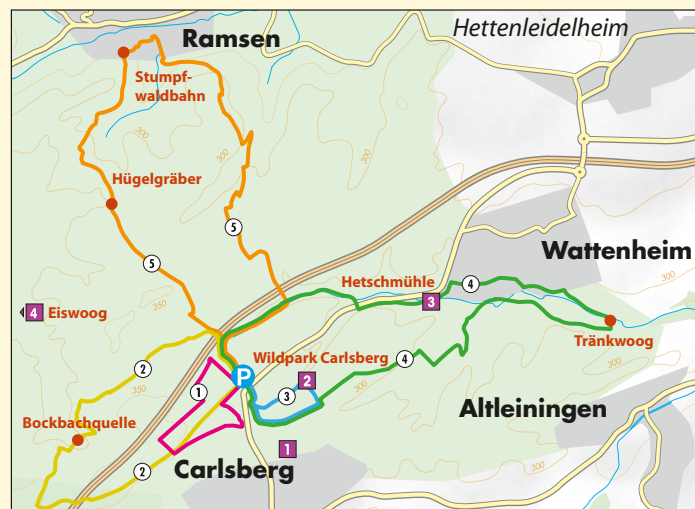 Hettenleidelheim
Ramsen
Stumpf-
waldbahn
300
300
300
Hügelgräber
5
5
Wattenheim
Hetschmühle
4
3
350
4 Eiswoog
Tränkwoog
Wildpark Carlsberg
4
2
P
2
1
3
350
Altleiningen
Bockbachquelle
1
2
Carlsberg
300